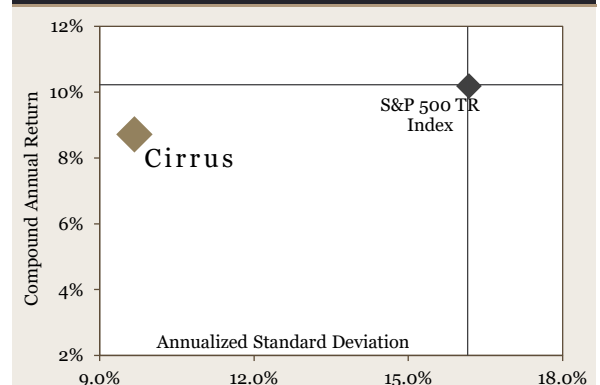 12%
10%
8%
6%
4%
2%
Compound Annual Return
S&P 500 TR
Index
Cirrus
Annualized Standard Deviation
9.0%
12.0%
15.0%
18.0%